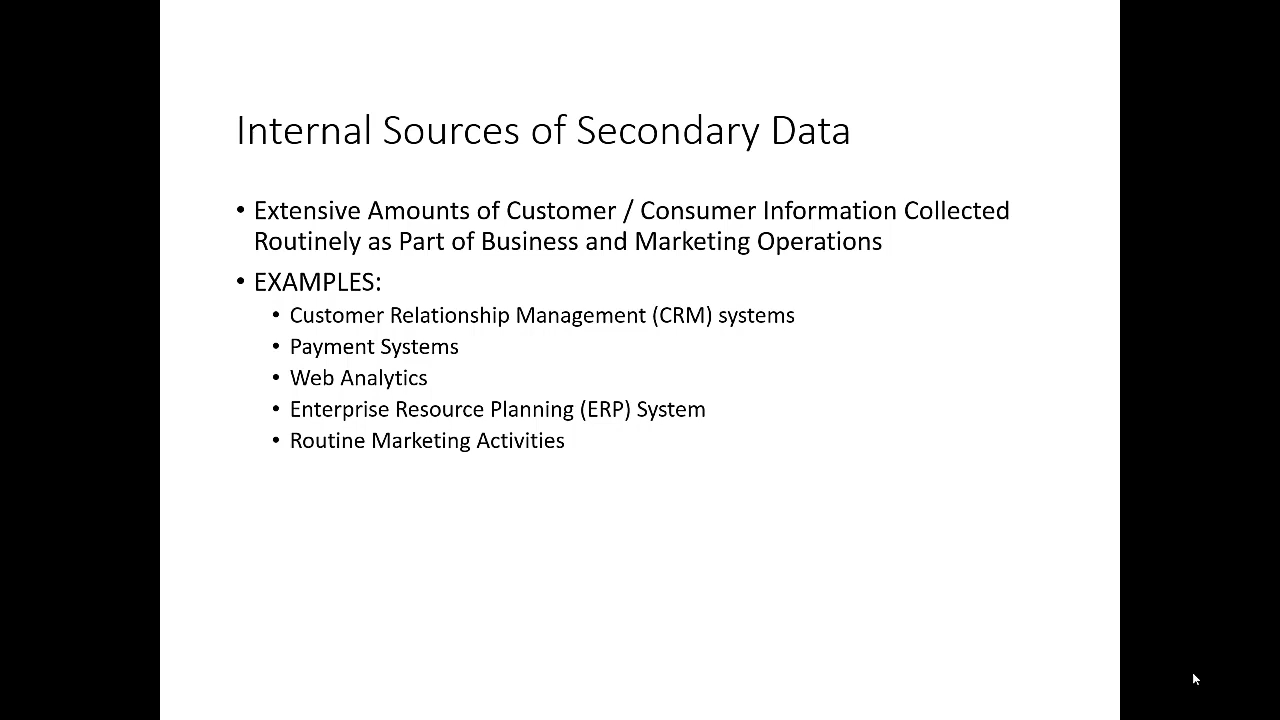 Internal Sources of Secondary Data
• Extensive Amounts of Customer / Consumer Information Collected
Routinely as Part of Business and Marketing Operations
• EXAMPLES:
• Customer Relationship Management (CRM) systems
• Payment Systems
• Web Analytics
• Enterprise Resource Planning (ERP) System
• Routine Marketing Activities